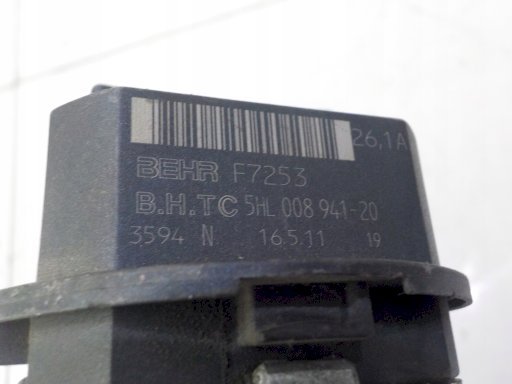 26,1A
BEHR F7253
B.H.TC 5HL 008 941-20
3594 N 16.5.11 19